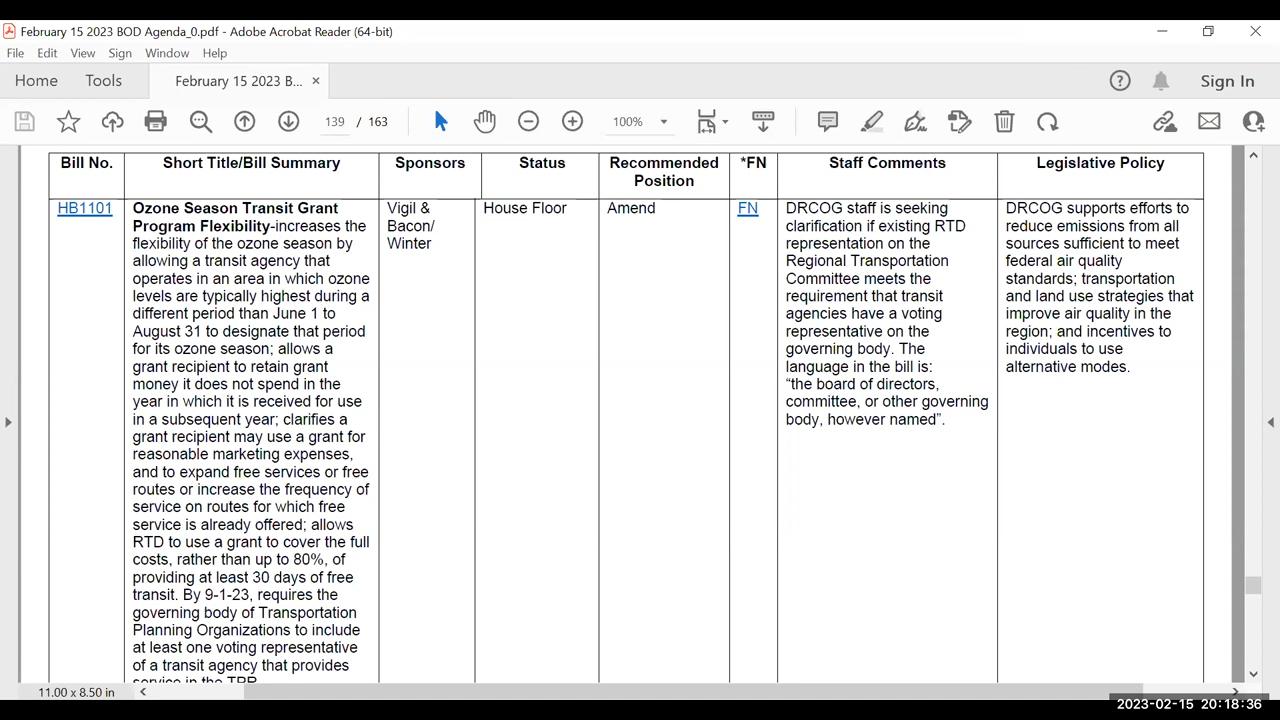 February 15 2023 BOD Agenda_0.pdf - Adobe Acrobat Reader (64-bit)
File Edit View Sign Window Help
Home Tools February 15 2023 B... × Sign In
139 / 163 100%
Bill No. Short Title/Bill Summary Sponsors Status Recommended Position *FN Staff Comments Legislative Policy
HB1101
Ozone Season Transit Grant
Program Flexibility-increases the
flexibility of the ozone season by
allowing a transit agency that
operates in an area in which ozone
levels are typically highest during a
different period than June 1 to
August 31 to designate that period
for its ozone season; allows a
grant recipient to retain grant
money it does not spend in the
year in which it is received for use
in a subsequent year; clarifies a
grant recipient may use a grant for
reasonable marketing expenses,
and to expand free services or free
routes or increase the frequency of
service on routes for which free
service is already offered; allows
RTD to use a grant to cover the full
costs, rather than up to 80%, of
providing at least 30 days of free
transit. By 9-1-23, requires the
governing body of Transportation
Planning Organizations to include
at least one voting representative
of a transit agency that provides
service in the TPR
Vigil &
Bacon/
Winter
House Floor
Amend
FN
DRCOG staff is seeking
clarification if existing RTD
representation on the
Regional Transportation
Committee meets the
requirement that transit
agencies have a voting
representative on the
governing body. The
language in the bill is:
“the board of directors,
committee, or other governing
body, however named”.
DRCOG supports efforts to
reduce emissions from all
sources sufficient to meet
federal air quality
standards; transportation
and land use strategies that
improve air quality in the
region; and incentives to
individuals to use
alternative modes.
11.00 x 8.50 in
2023-02-15 20:18:36